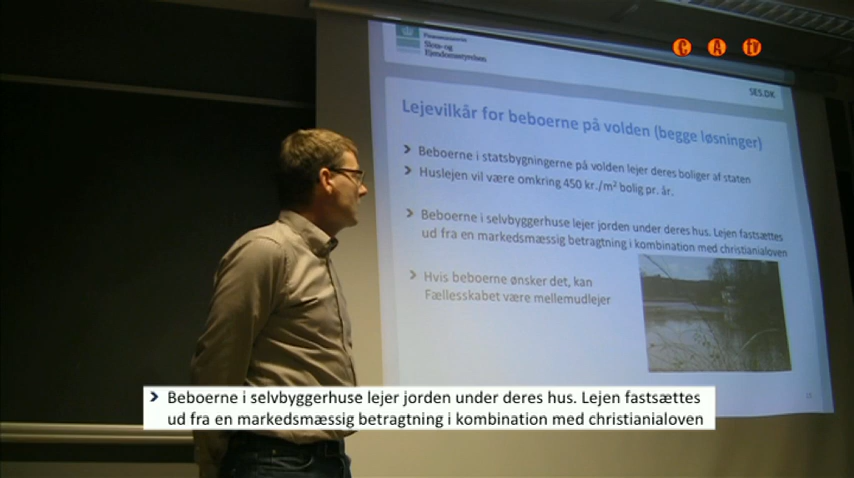 C A tv
Finansministeriet
Slots- og
Ejendomsstyrelsen
SES.DK
Lejevilkår for beboerne på volden (begge løsninger)
Beboerne i statsbygningerne på volden lejer deres boliger af staten
Huslejen vil være omkring 450 kr./m² bolig pr. år.
Beboerne i selvbyggerhuse lejer jorden under deres hus. Lejen fastsættes
ud fra en markedsmæssig betragtning i kombination med christianialoven
Hvis beboerne ønsker det, kan
Fællesskabet være mellemudlejer
Beboerne i selvbyggerhuse lejer jorden under deres hus. Lejen fastsættes
ud fra en markedsmæssig betragtning i kombination med christianialoven